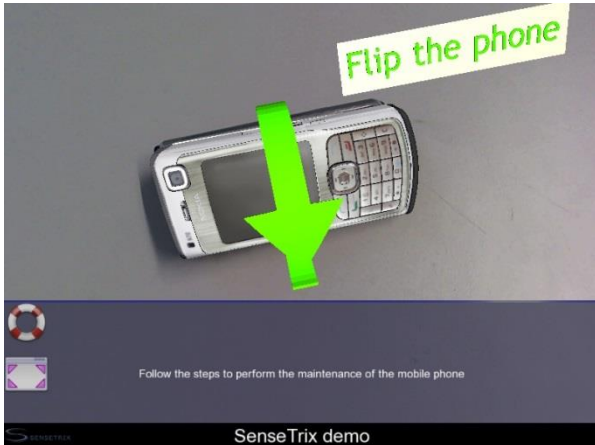 Flip the phone
Follow the steps to perform the maintenance of the mobile phone
SENSETRIX
SenseTrix demo